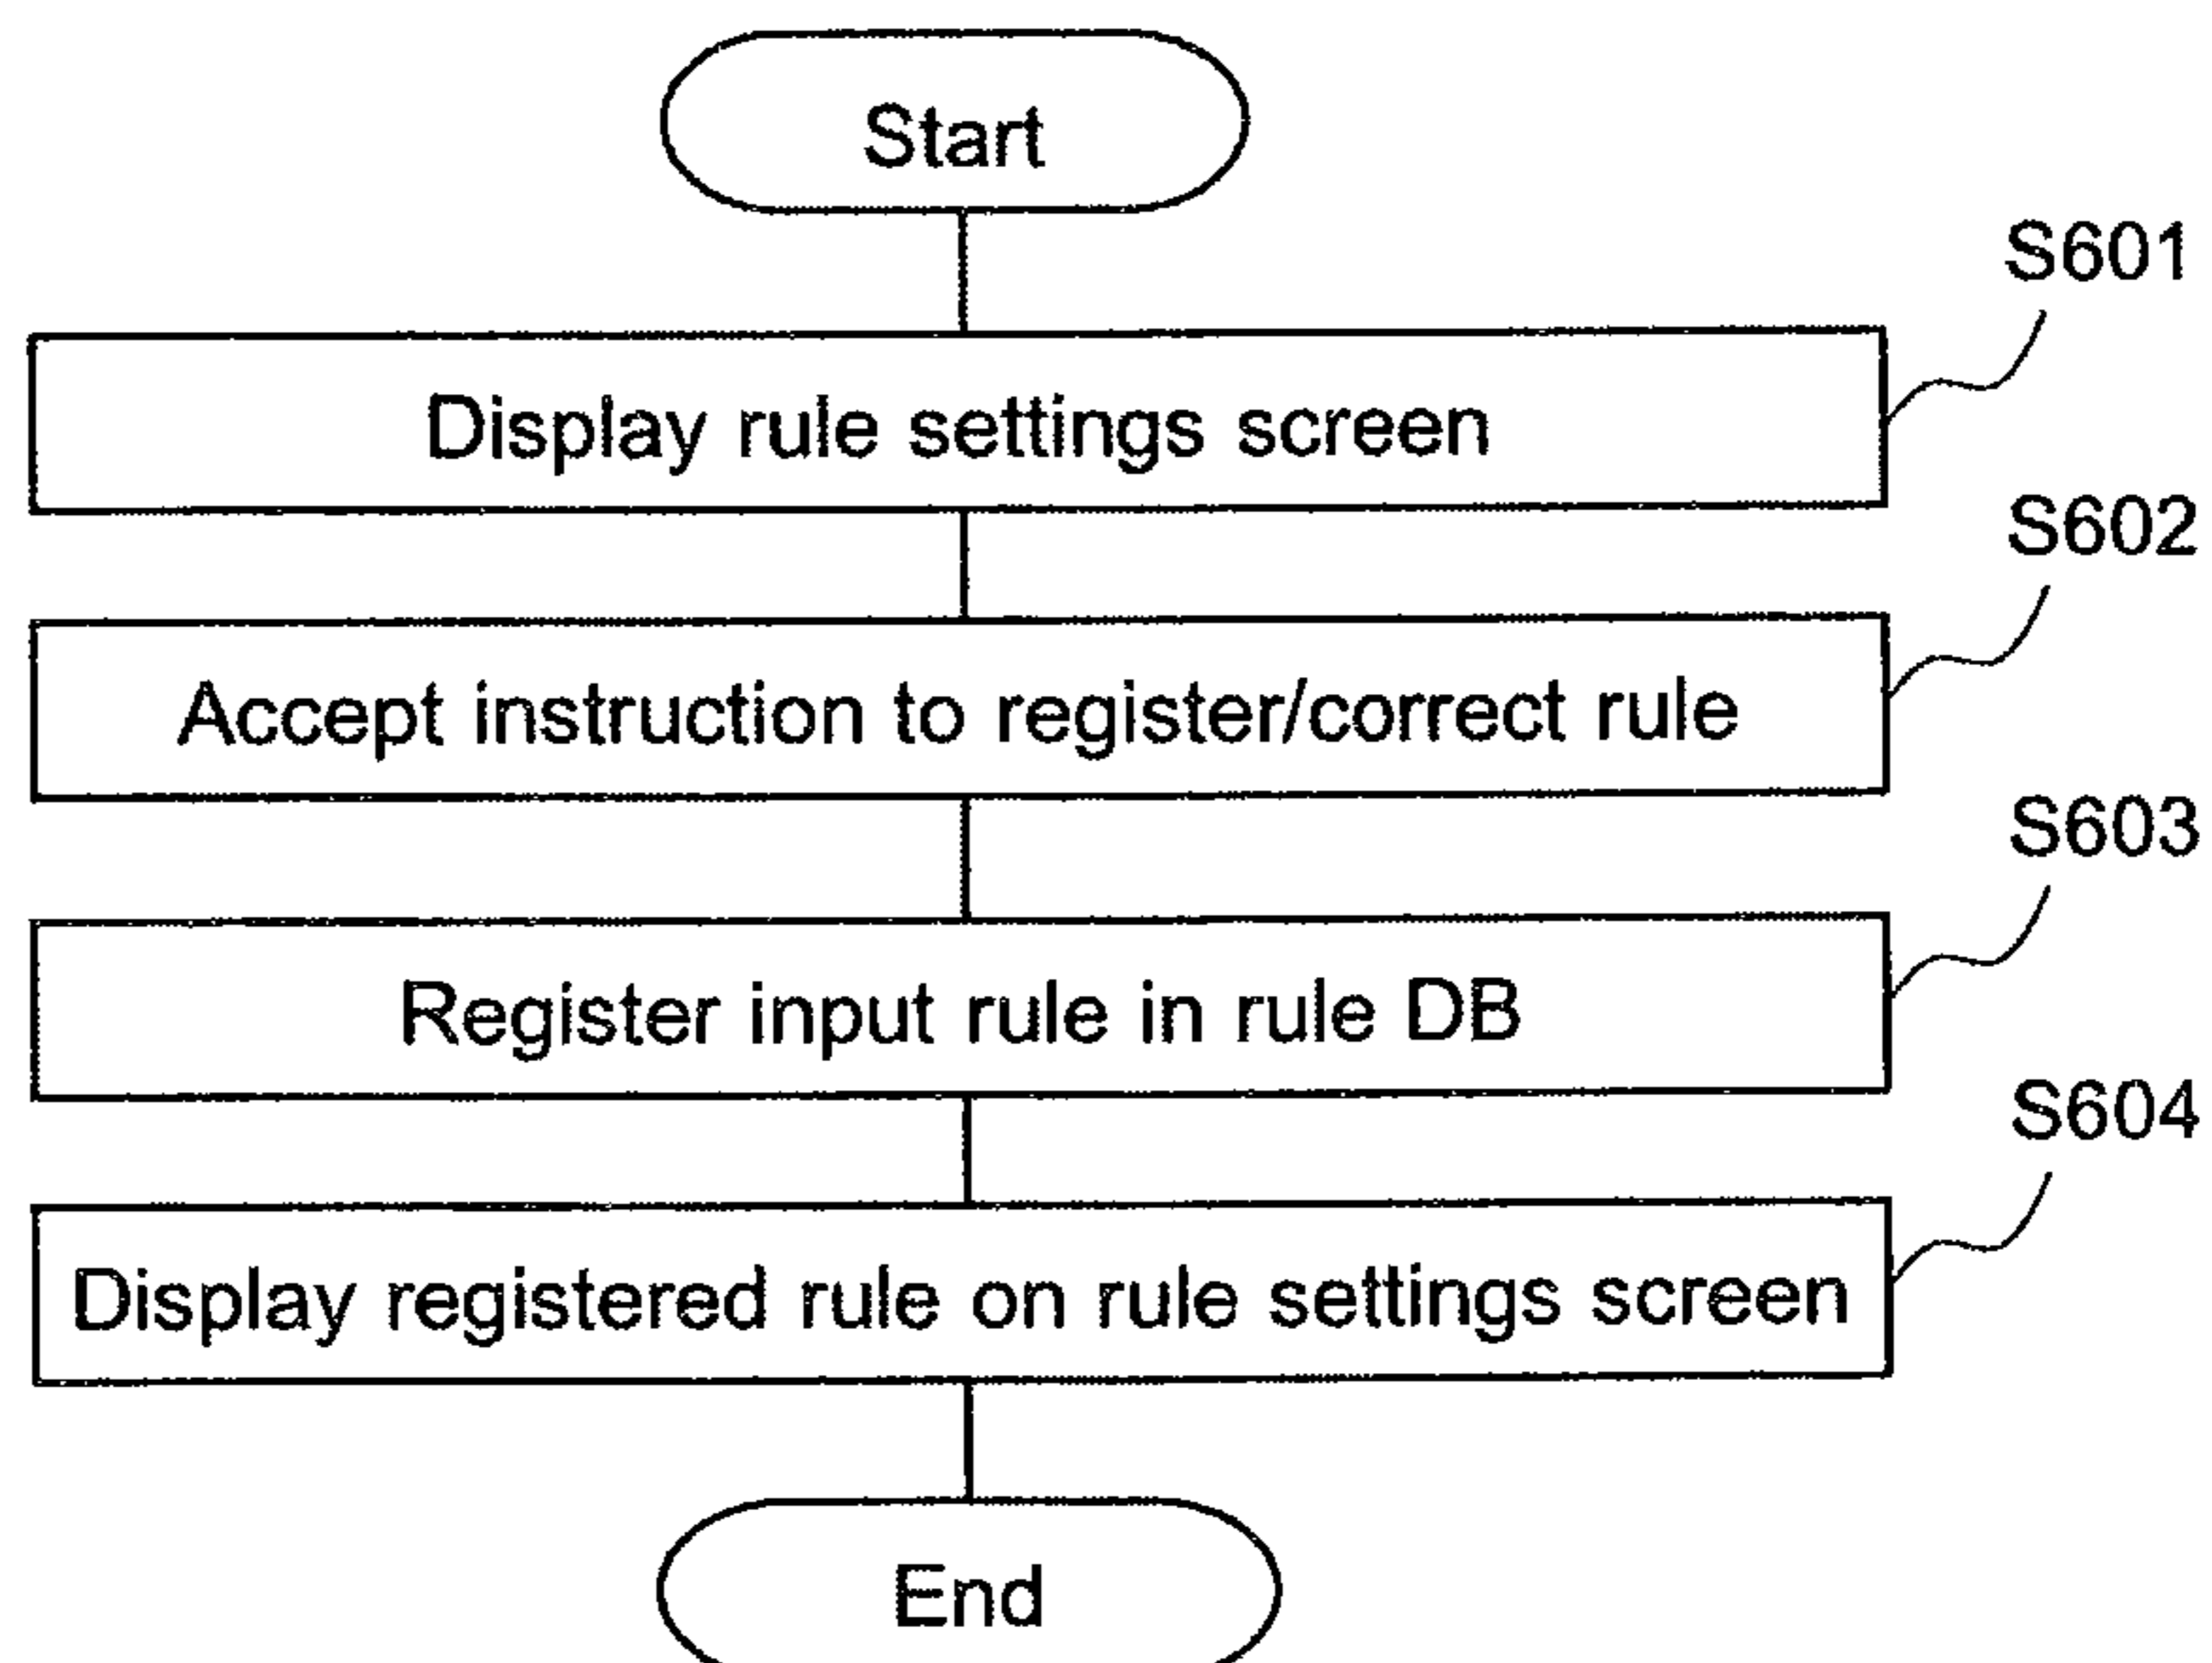 Start
S601
Display rule settings screen
S602
Accept instruction to register/correct rule
S603
Register input rule in rule DB
S604
Display registered rule on rule settings screen
End